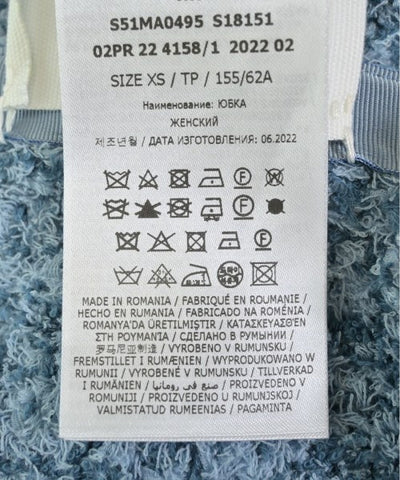 S51MA0495 S18151
02PR 22 4158/1 2022 02
SIZE XS / TP / 155/62A
Наименование: ЮБКА
ЖЕНСКИЙ
제조년월 / ДАТА ИЗГОТОВЛЕНИЯ: 06.2022
MADE IN ROMANIA / FABRIQUÉ EN ROUMANIE /
HECHO EN RUMANIA / FABRICADO NA ROMÉNIA /
ROMANYA'DA ÜRETILMIŞTIR / ΚΑΤΑΣΚΕΥΑΣΘΕΝ
ΣΤΗ ΡΟΥΜΑΝΙΑ / СДЕЛАНО В РУМЫНИИ /
罗马尼亚制造 / VYROBENO V RUMUNSKU /
FREMSTILLET I RUMÆNIEN / WYPRODUKOWANO W
RUMUNII / VYROBENÉ V RUMUNSKU / TILLVERKAD
I RUMÄNIEN / صنع في رومانيا / PROIZVEDENO V
ROMUNIJI / PROIZVEDENO U RUMUNJSKOJ /
VALMISTATUD RUMEENIAS / PAGAMINTA